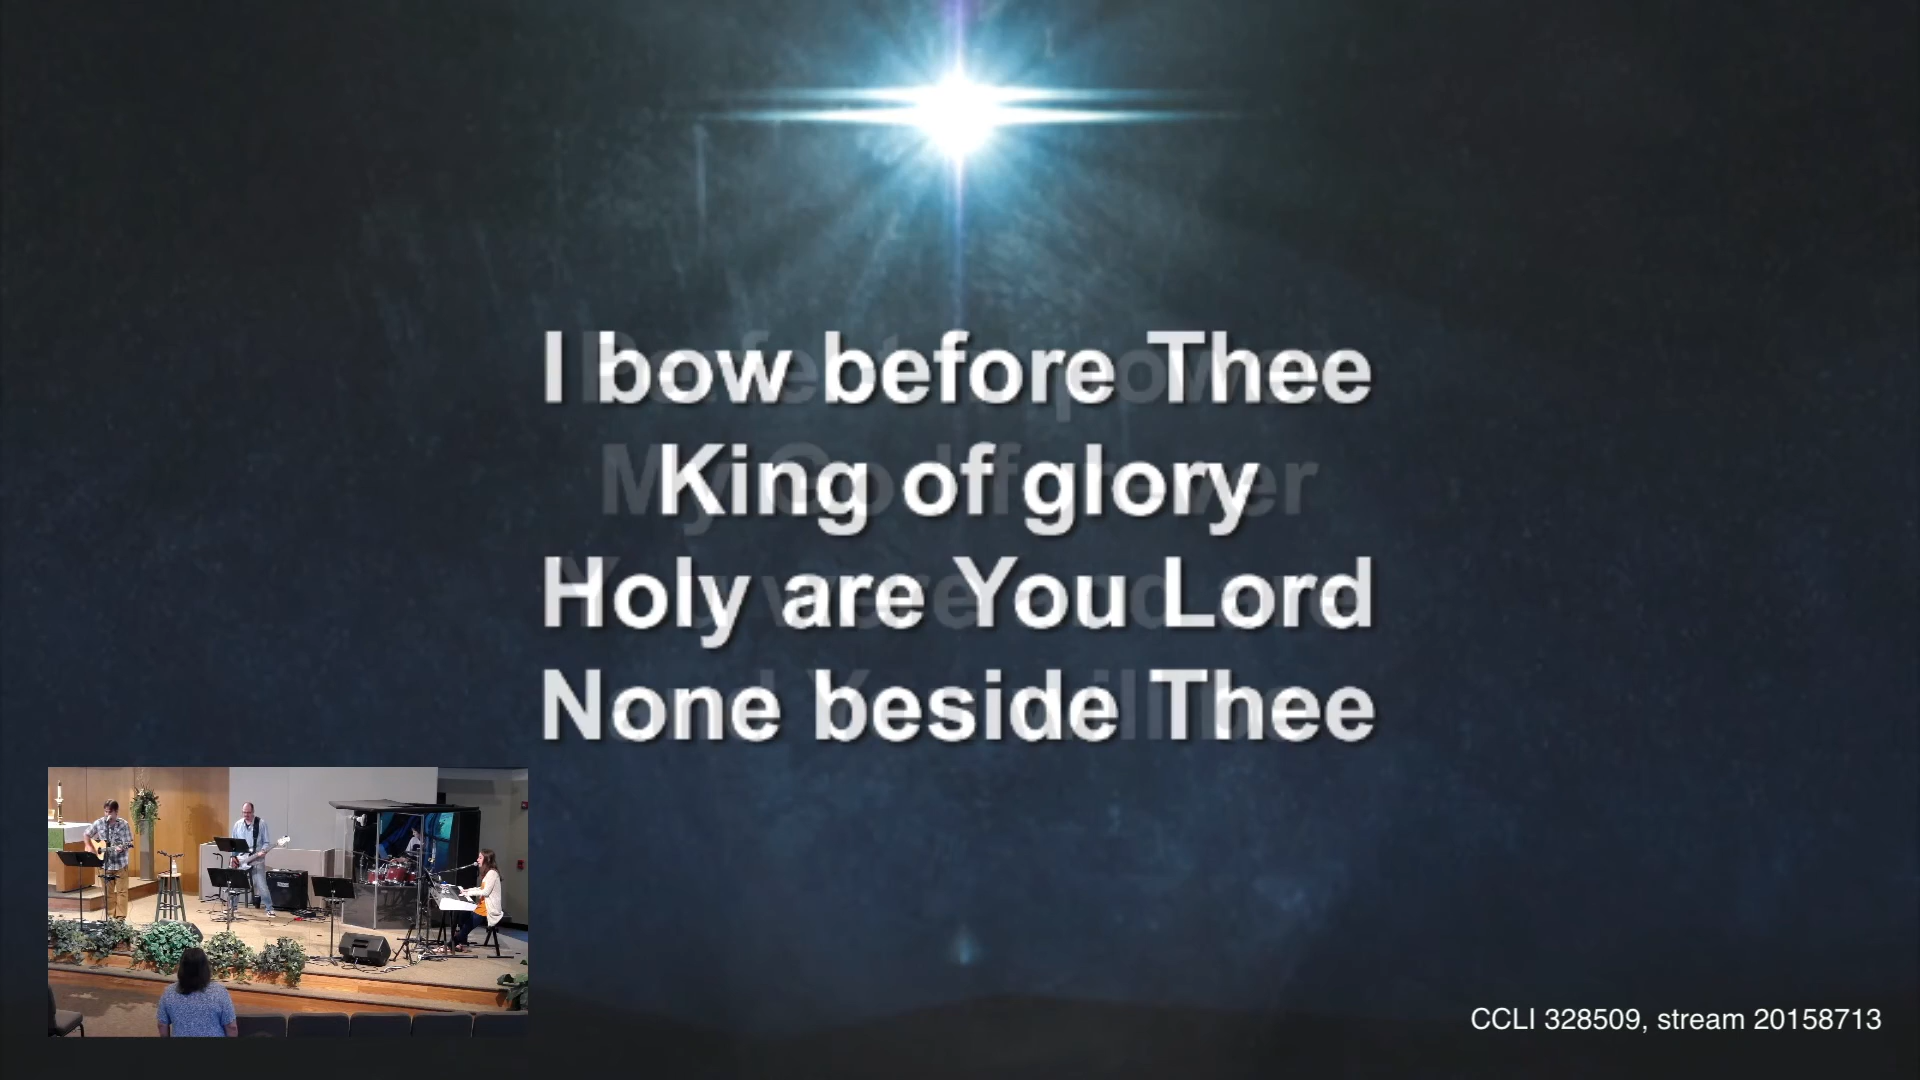 I bow before Thee
King of glory
Holy are You Lord
None beside Thee
CCLI 328509, stream 20158713